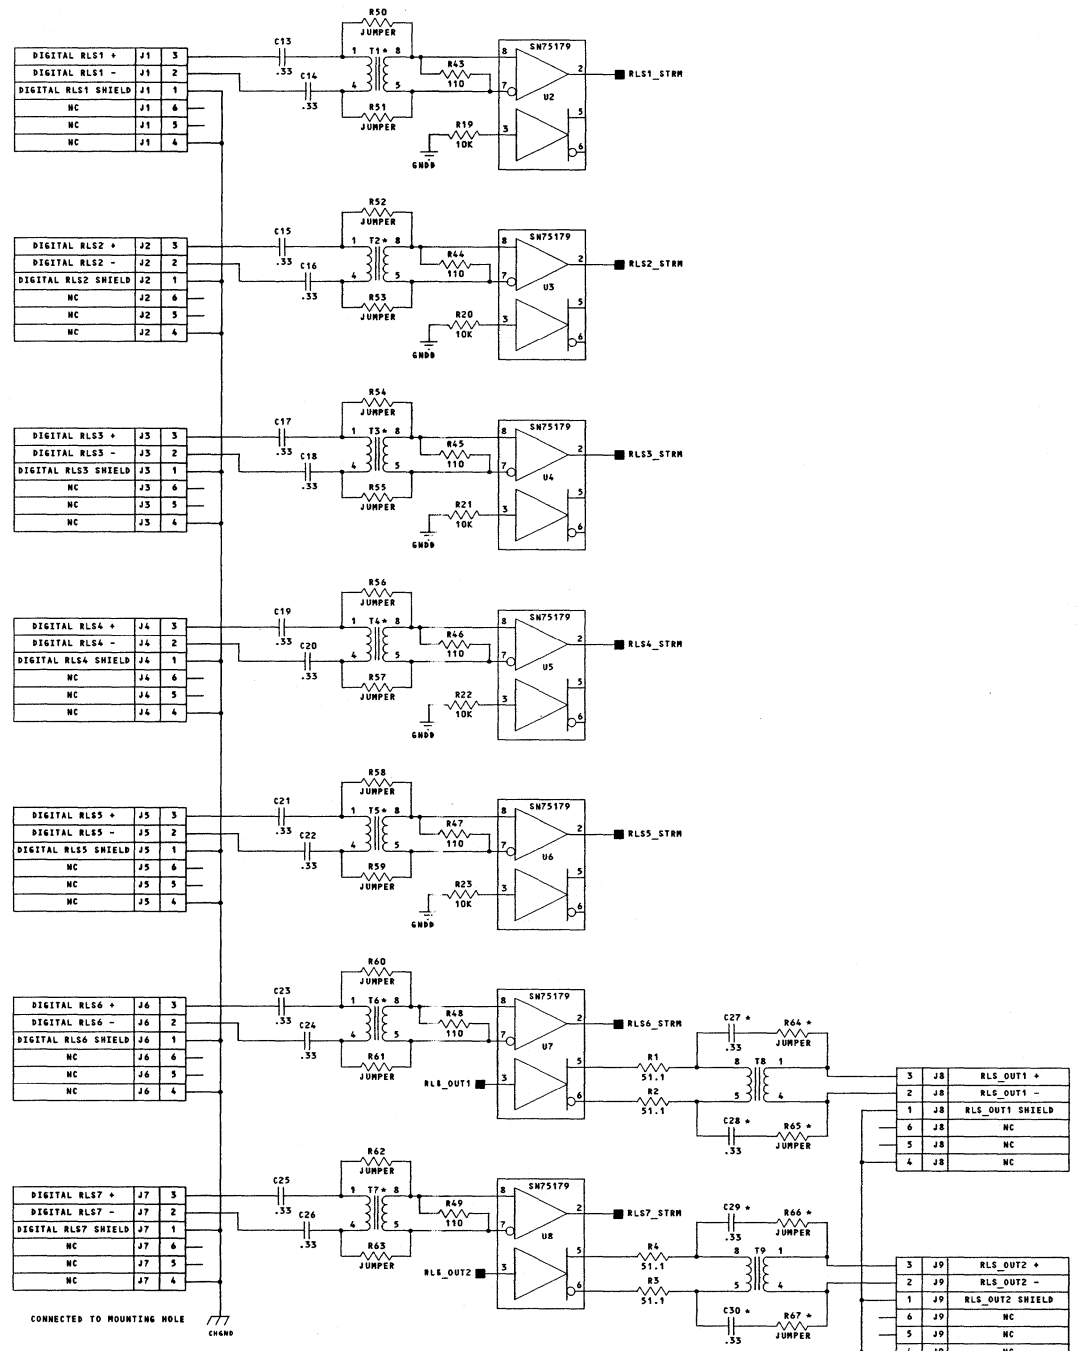 R50
JUMPER
C13
.33
C14
.33
1 T1* 8
4 5
R51
JUMPER
R43
110
SN75179
8
7
2
U2
RLS1_STRM
R19
10K
3
5
6
GNDD
DIGITAL RLS1 + J1 3
DIGITAL RLS1 - J1 2
DIGITAL RLS1 SHIELD J1 1
NC J1 6
NC J1 5
NC J1 4
R52
JUMPER
C15
.33
C16
.33
1 T2* 8
4 5
R53
JUMPER
R44
110
SN75179
8
7
2
U3
RLS2_STRM
R20
10K
3
5
6
GNDD
DIGITAL RLS2 + J2 3
DIGITAL RLS2 - J2 2
DIGITAL RLS2 SHIELD J2 1
NC J2 6
NC J2 5
NC J2 4
R54
JUMPER
C17
.33
C18
.33
1 T3* 8
4 5
R55
JUMPER
R45
110
SN75179
8
7
2
U4
RLS3_STRM
R21
10K
3
5
6
GNDD
DIGITAL RLS3 + J3 3
DIGITAL RLS3 - J3 2
DIGITAL RLS3 SHIELD J3 1
NC J3 6
NC J3 5
NC J3 4
R56
JUMPER
C19
.33
C20
.33
1 T4* 8
4 5
R57
JUMPER
R46
110
SN75179
8
7
2
U5
RLS4_STRM
R22
10K
3
5
6
GNDD
DIGITAL RLS4 + J4 3
DIGITAL RLS4 - J4 2
DIGITAL RLS4 SHIELD J4 1
NC J4 6
NC J4 5
NC J4 4
R58
JUMPER
C21
.33
C22
.33
1 T5* 8
4 5
R59
JUMPER
R47
110
SN75179
8
7
2
U6
RLS5_STRM
R23
10K
3
5
6
GNDD
DIGITAL RLS5 + J5 3
DIGITAL RLS5 - J5 2
DIGITAL RLS5 SHIELD J5 1
NC J5 6
NC J5 5
NC J5 4
R60
JUMPER
C23
.33
C24
.33
1 T6* 8
4 5
R61
JUMPER
R48
110
SN75179
8
7
2
U7
RLS6_STRM
RLS_OUT1
3
5
6
DIGITAL RLS6 + J6 3
DIGITAL RLS6 - J6 2
DIGITAL RLS6 SHIELD J6 1
NC J6 6
NC J6 5
NC J6 4
R1
51.1
R2
51.1
C27 *
.33
R64 *
JUMPER
8 T8 1
5 4
C28 *
.33
R65 *
JUMPER
3 J8 RLS_OUT1 +
2 J8 RLS_OUT1 -
1 J8 RLS_OUT1 SHIELD
6 J8 NC
5 J8 NC
4 J8 NC
R62
JUMPER
C25
.33
C26
.33
1 T7* 8
4 5
R63
JUMPER
R49
110
SN75179
8
7
2
U8
RLS7_STRM
RLS_OUT2
3
5
6
DIGITAL RLS7 + J7 3
DIGITAL RLS7 - J7 2
DIGITAL RLS7 SHIELD J7 1
NC J7 6
NC J7 5
NC J7 4
R4
51.1
R3
51.1
C29 *
.33
R66 *
JUMPER
8 T9 1
5 4
C30 *
.33
R67 *
JUMPER
3 J9 RLS_OUT2 +
2 J9 RLS_OUT2 -
1 J9 RLS_OUT2 SHIELD
6 J9 NC
5 J9 NC
CONNECTED TO MOUNTING HOLE
CHGND